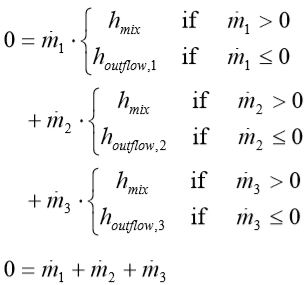 0 = ṁ₁ · { h_mix if ṁ₁ > 0
h_outflow,1 if ṁ₁ ≤ 0
+ ṁ₂ · { h_mix if ṁ₂ > 0
h_outflow,2 if ṁ₂ ≤ 0
+ ṁ₃ · { h_mix if ṁ₃ > 0
h_outflow,3 if ṁ₃ ≤ 0
0 = ṁ₁ + ṁ₂ + ṁ₃